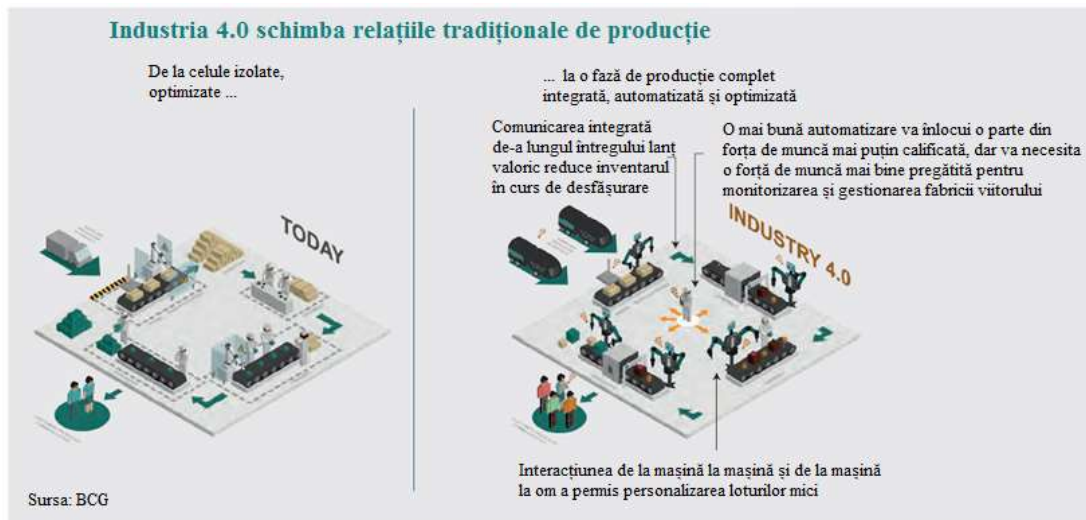 Industria 4.0 schimba relațiile tradiționale de producție
De la celule izolate,
optimizate ...
... la o fază de producție complet
integrată, automatizată și optimizată
Comunicarea integrată
de-a lungul întregului lanț
valoric reduce inventarul
în curs de desfășurare
O mai bună automatizare va înlocui o parte din
forța de muncă mai puțin calificată, dar va necesita
o forță de muncă mai bine pregătită pentru
monitorizarea și gestionarea fabricii viitorului
TODAY
INDUSTRY 4.0
Interacțiunea de la mașină la mașină și de la mașină
la om a permis personalizarea loturilor mici
Sursa: BCG